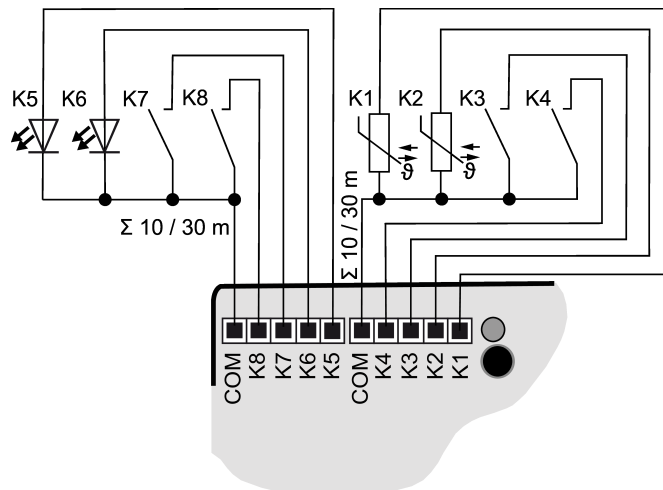 K5 K6 K7 K8 K1 K2 K3 K4
ϑ ϑ
Σ 10 / 30 m
Σ 10 / 30 m
COM K8 K7 K6 K5 COM K4 K3 K2 K1